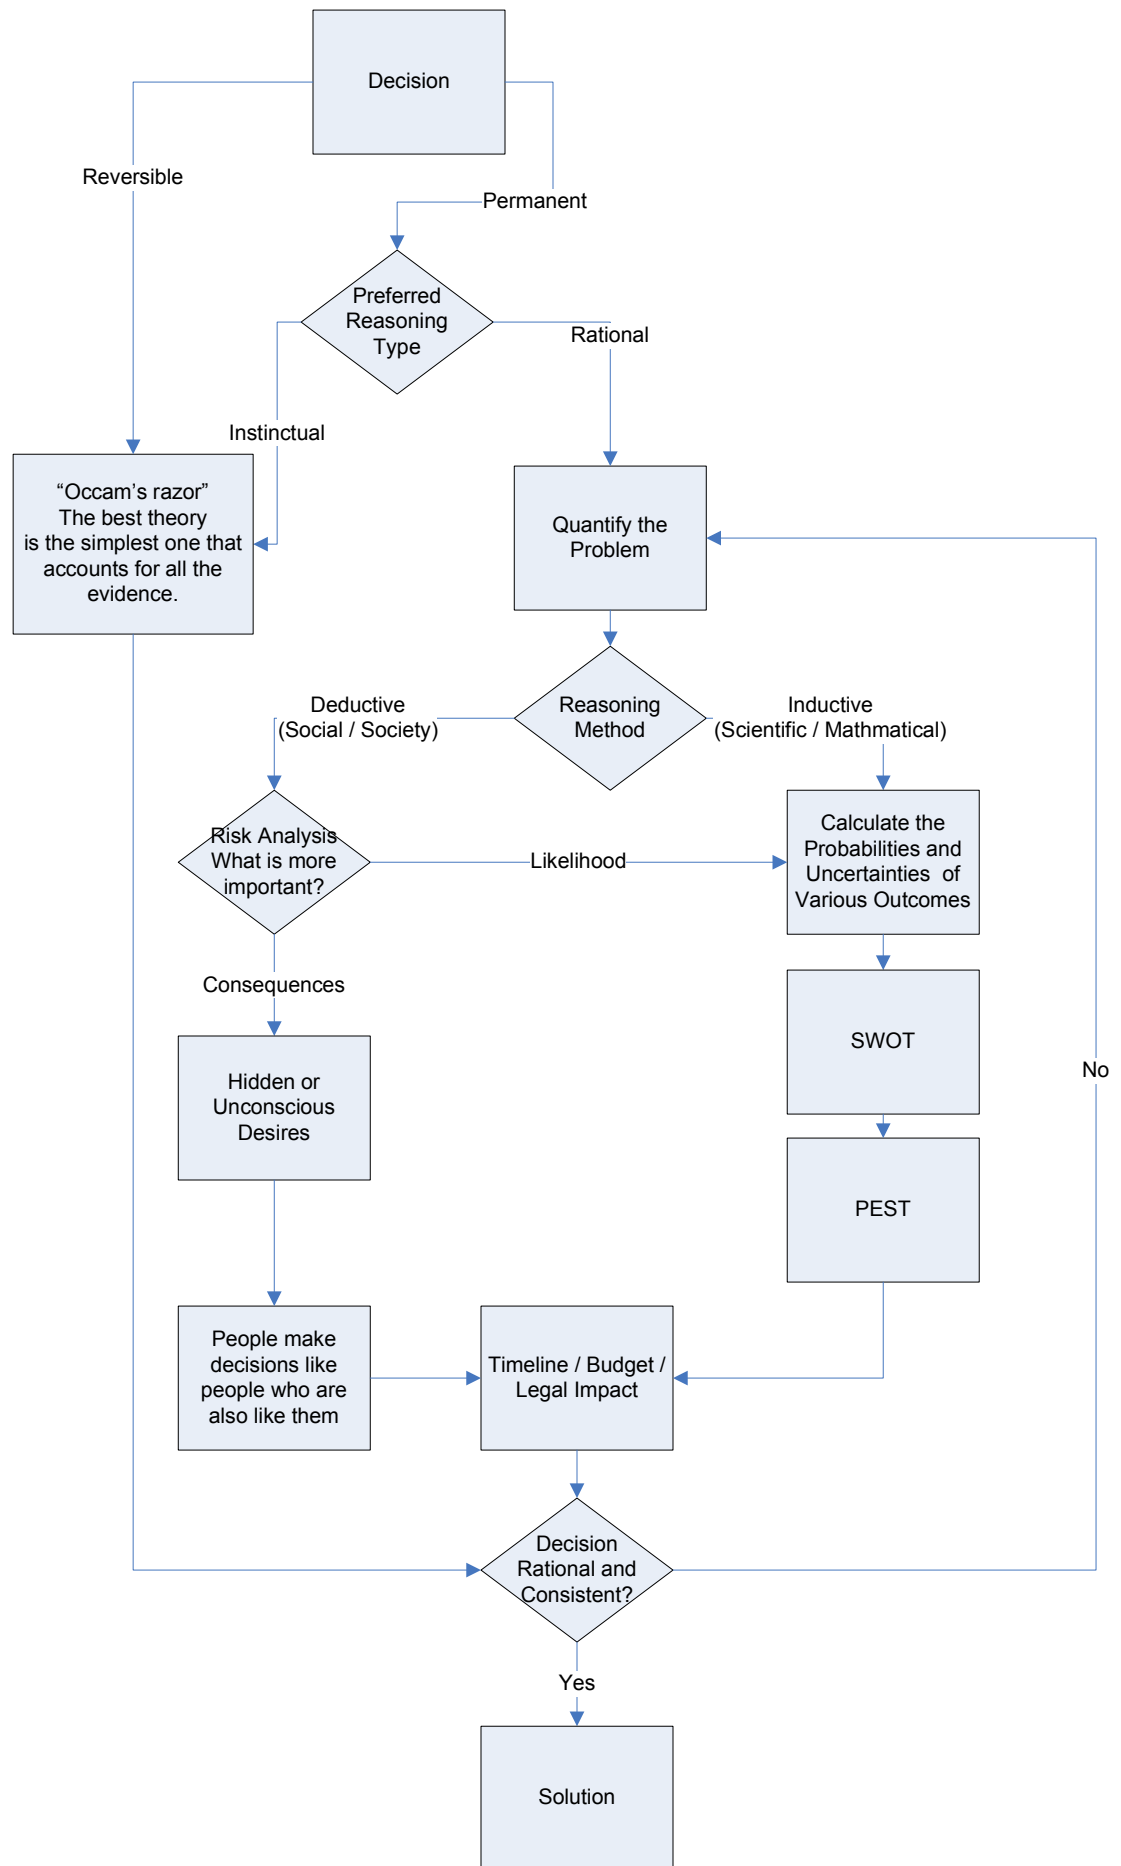 Decision
Reversible
Permanent
Preferred
Reasoning
Type
Rational
Instinctual
“Occam’s razor”
The best theory
is the simplest one that
accounts for all the
evidence.
Quantify the
Problem
Deductive
(Social / Society)
Reasoning
Method
Inductive
(Scientific / Mathmatical)
Risk Analysis
What is more
important?
Likelihood
Calculate the
Probabilities and
Uncertainties of
Various Outcomes
Consequences
SWOT
No
Hidden or
Unconscious
Desires
PEST
People make
decisions like
people who are
also like them
Timeline / Budget /
Legal Impact
Decision
Rational and
Consistent?
Yes
Solution